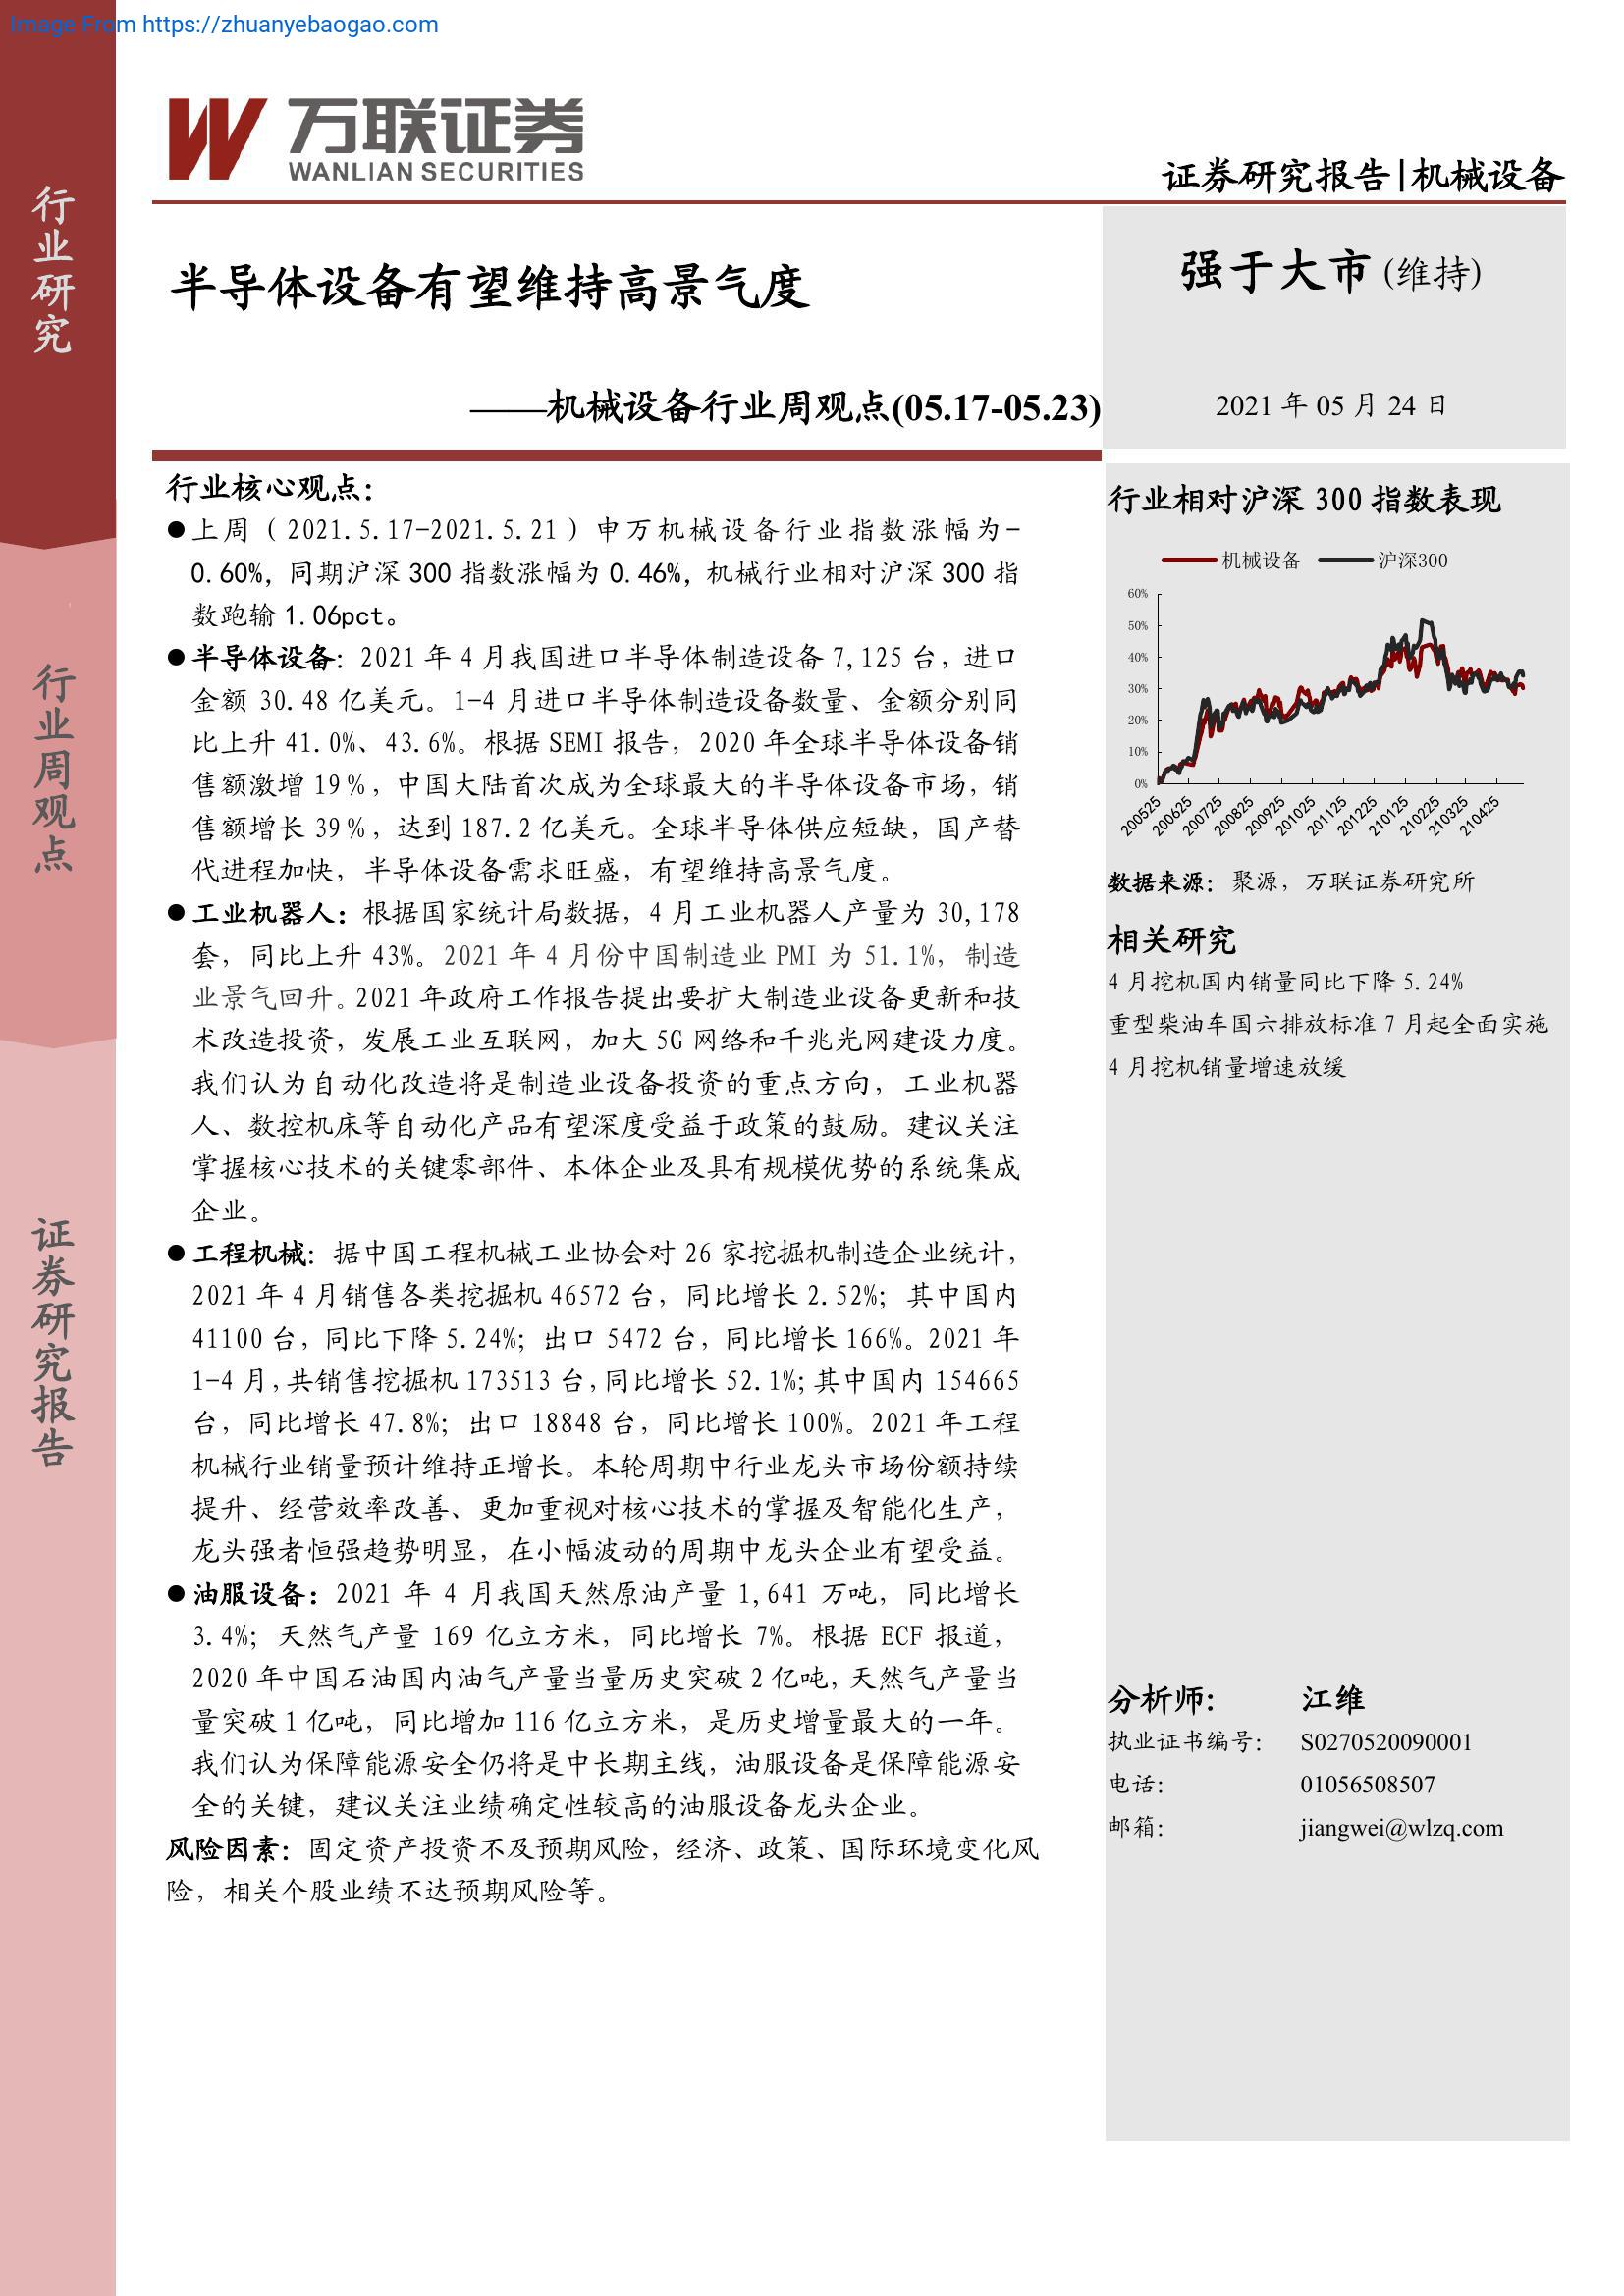 Image From https://zhuanyebaogao.com
万联证券
WANLIAN SECURITIES
证券研究报告|机械设备
行业研究
行业周观点
证券研究报告
半导体设备有望维持高景气度
——机械设备行业周观点(05.17-05.23)
强于大市(维持)
2021 年 05 月 24 日
行业核心观点：
●上周（2021.5.17-2021.5.21）申万机械设备行业指数涨幅为-
0.60%，同期沪深 300 指数涨幅为 0.46%，机械行业相对沪深 300 指
数跑输 1.06pct。
●半导体设备：2021 年 4 月我国进口半导体制造设备 7,125 台，进口
金额 30.48 亿美元。1-4 月进口半导体制造设备数量、金额分别同
比上升 41.0%、43.6%。根据 SEMI 报告，2020 年全球半导体设备销
售额激增 19%，中国大陆首次成为全球最大的半导体设备市场，销
售额增长 39%，达到 187.2 亿美元。全球半导体供应短缺，国产替
代进程加快，半导体设备需求旺盛，有望维持高景气度。
●工业机器人：根据国家统计局数据，4 月工业机器人产量为 30,178
套，同比上升 43%。2021 年 4 月份中国制造业 PMI 为 51.1%，制造
业景气回升。2021 年政府工作报告提出要扩大制造业设备更新和技
术改造投资，发展工业互联网，加大 5G 网络和千兆光网建设力度。
我们认为自动化改造将是制造业设备投资的重点方向，工业机器
人、数控机床等自动化产品有望深度受益于政策的鼓励。建议关注
掌握核心技术的关键零部件、本体企业及具有规模优势的系统集成
企业。
●工程机械：据中国工程机械工业协会对 26 家挖掘机制造企业统计，
2021 年 4 月销售各类挖掘机 46572 台，同比增长 2.52%；其中国内
41100 台，同比下降 5.24%；出口 5472 台，同比增长 166%。2021 年
1-4 月，共销售挖掘机 173513 台，同比增长 52.1%；其中国内 154665
台，同比增长 47.8%；出口 18848 台，同比增长 100%。2021 年工程
机械行业销量预计维持正增长。本轮周期中行业龙头市场份额持续
提升、经营效率改善、更加重视对核心技术的掌握及智能化生产，
龙头强者恒强趋势明显，在小幅波动的周期中龙头企业有望受益。
●油服设备：2021 年 4 月我国天然原油产量 1,641 万吨，同比增长
3.4%；天然气产量 169 亿立方米，同比增长 7%。根据 ECF 报道，
2020 年中国石油国内油气产量当量历史突破 2 亿吨，天然气产量当
量突破 1 亿吨，同比增加 116 亿立方米，是历史增量最大的一年。
我们认为保障能源安全仍将是中长期主线，油服设备是保障能源安
全的关键，建议关注业绩确定性较高的油服设备龙头企业。
风险因素：固定资产投资不及预期风险，经济、政策、国际环境变化风
险，相关个股业绩不达预期风险等。
行业相对沪深 300 指数表现
机械设备 沪深300
60%
50%
40%
30%
20%
10%
0%
200525 200625 200725 200825 200925 201025 201125 201225 210125 210225 210325 210425
数据来源：聚源，万联证券研究所
相关研究
4 月挖机国内销量同比下降 5.24%
重型柴油车国六排放标准 7 月起全面实施
4 月挖机销量增速放缓
分析师： 江维
执业证书编号： S0270520090001
电话： 01056508507
邮箱： jiangwei@wlzq.com